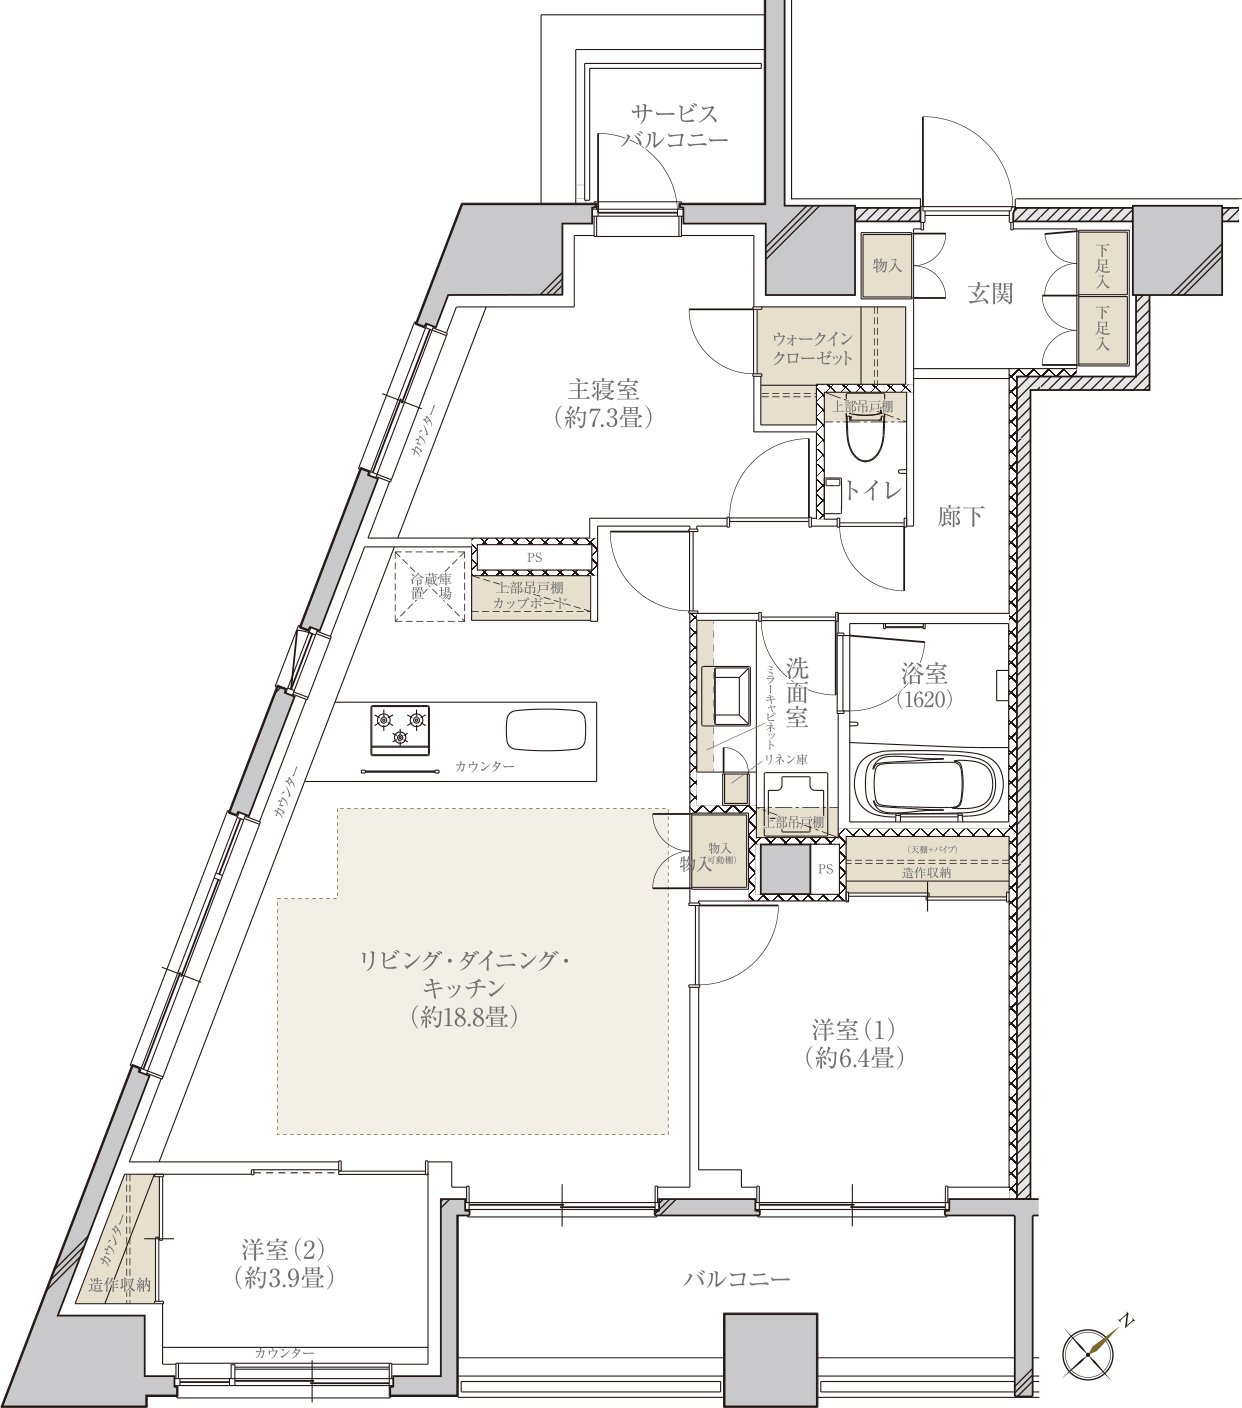 サービス
バルコニー
物入
玄関
下足入
下足入
ウォークイン
クローゼット
主寝室
（約7.3畳）
カウンター
上部吊戸棚
トイレ
廊下
PS
冷蔵庫
置場
上部吊戸棚
カップボード
洗面室
ミラーキャビネット
リネン庫
浴室
（1620）
カウンター
カウンター
上部吊戸棚
物入
（可動棚）
物入
PS
（天棚+パイプ）
造作収納
リビング・ダイニング・
キッチン
（約18.8畳）
洋室（1）
（約6.4畳）
カウンター
造作収納
洋室（2）
（約3.9畳）
カウンター
バルコニー
N